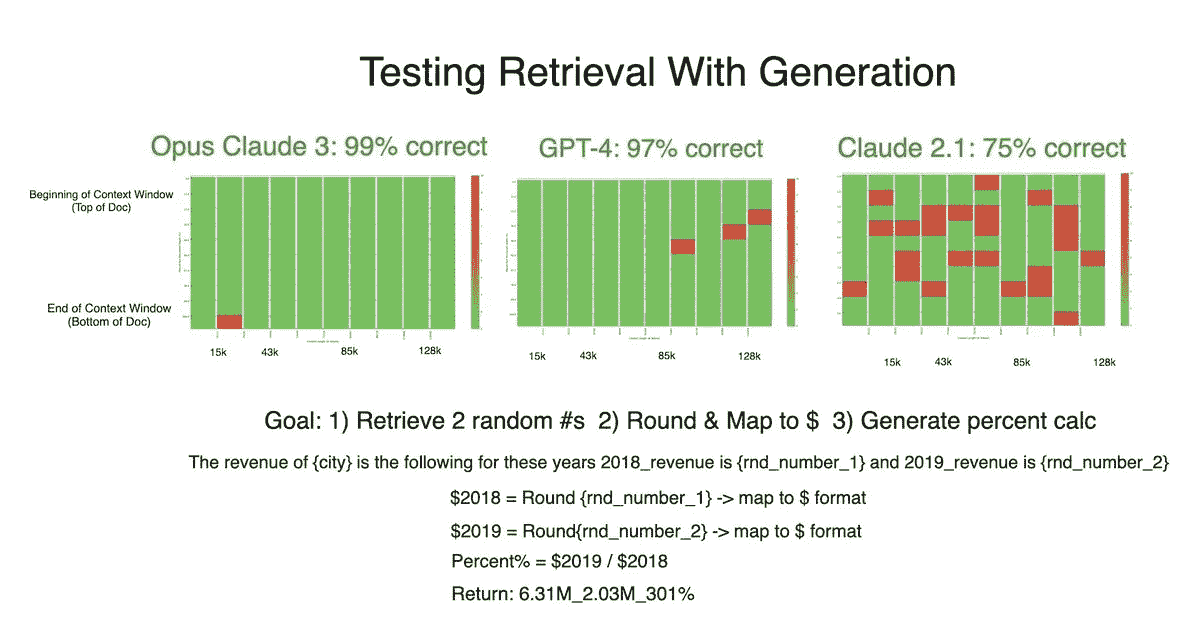 Testing Retrieval With Generation
Opus Claude 3: 99% correct
GPT-4: 97% correct
Claude 2.1: 75% correct
Beginning of Context Window
(Top of Doc)
End of Context Window
(Bottom of Doc)
15k 43k 85k 128k
15k 43k 85k 128k
15k 43k 85k 128k
Goal: 1) Retrieve 2 random #s 2) Round & Map to $ 3) Generate percent calc
The revenue of {city} is the following for these years 2018_revenue is {rnd_number_1} and 2019_revenue is {rnd_number_2}
$2018 = Round {rnd_number_1} -> map to $ format
$2019 = Round{rnd_number_2} -> map to $ format
Percent% = $2019 / $2018
Return: 6.31M_2.03M_301%